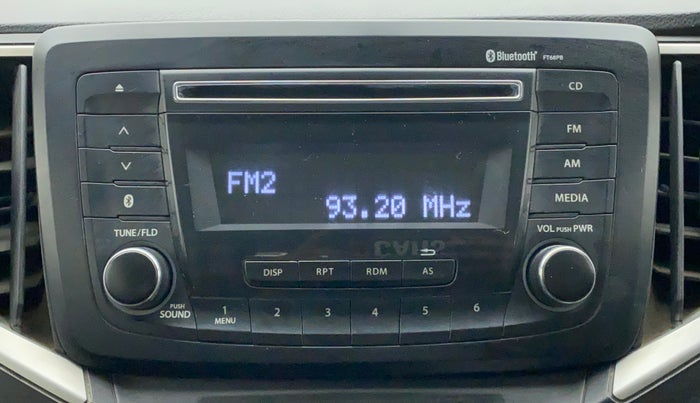 Bluetooth® FT68PB
CD
FM
AM
MEDIA
FM2
93.20 MHz
TUNE/FLD
VOL PUSH PWR
DISP RPT RDM AS
PUSH
SOUND
1
MENU
2 3 4 5 6